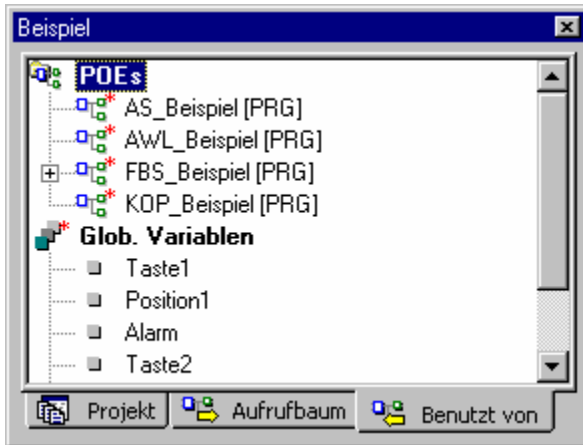 Beispiel
POEs
AS_Beispiel [PRG]
AWL_Beispiel [PRG]
FBS_Beispiel [PRG]
KOP_Beispiel [PRG]
Glob. Variablen
Taste1
Position1
Alarm
Taste2
Projekt Aufrufbaum Benutzt von